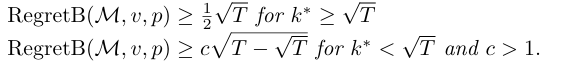 RegretB(ℳ, v, p) ≥ ½√T for k* ≥ √T
RegretB(ℳ, v, p) ≥ c√(T − √T) for k* < √T and c > 1.